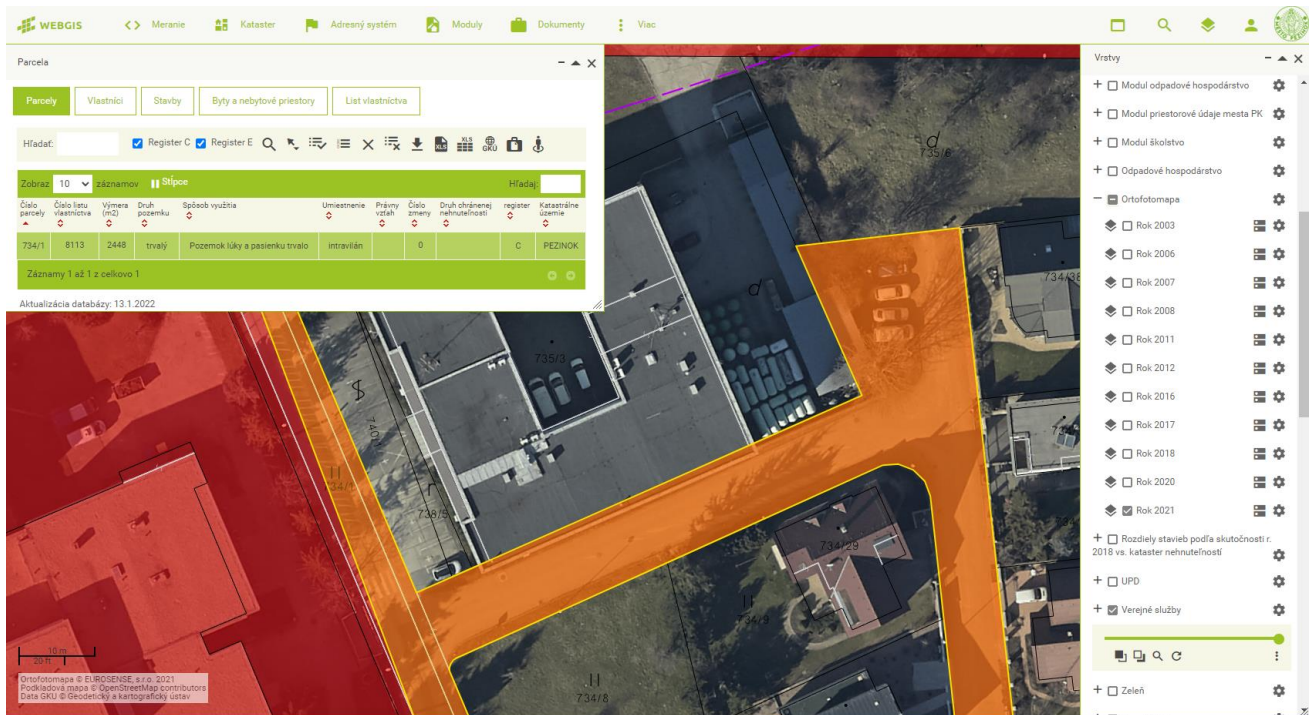 WEBGIS
Meranie
Kataster
Adresný systém
Moduly
Dokumenty
Viac
Parcela
Parcely
Vlastníci
Stavby
Byty a nebytové priestory
List vlastníctva
Hľadať:
Register C
Register E
XLS
XLS
GKÚ
Zobraz 10 záznamov
Stĺpce
Hľadaj:
Číslo parcely
Číslo listu vlastníctva
Výmera (m2)
Druh pozemku
Spôsob využitia
Umiestnenie
Právny vzťah
Číslo zmeny
Druh chránenej nehnuteľnosti
register
Katastrálne územie
734/1 8113 2448 trvalý Pozemok lúky a pasienku trvalo intravilán 0 C PEZINOK
Záznamy 1 až 1 z celkovo 1
Aktualizácia databázy: 13.1.2022
d
735/6
734/38
d
735/3
740/1
738/5
734/29
734/9
734/8
10 m
20 ft
Ortofotomapa © EUROSENSE, s.r.o. 2021
Podkladová mapa © OpenStreetMap contributors
Data GKÚ © Geodetický a kartografický ústav
Vrstvy
Modul odpadové hospodárstvo
Modul priestorové údaje mesta PK
Modul školstvo
Odpadové hospodárstvo
Ortofotomapa
Rok 2003
Rok 2006
Rok 2007
Rok 2008
Rok 2011
Rok 2012
Rok 2016
Rok 2017
Rok 2018
Rok 2020
Rok 2021
Rozdiely stavieb podľa skutočnosti r.
2018 vs. kataster nehnuteľností
UPD
Verejné služby
Zeleň